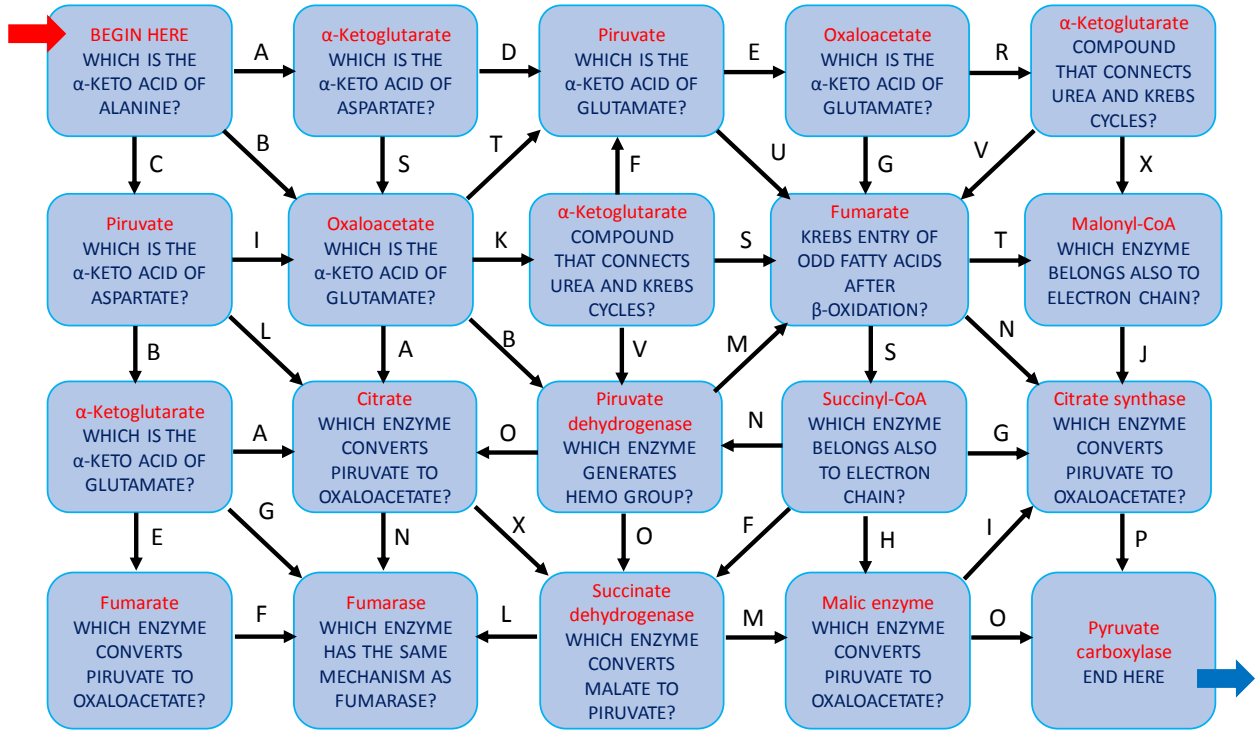 BEGIN HERE
WHICH IS THE
α-KETO ACID OF
ALANINE?
A
α-Ketoglutarate
WHICH IS THE
α-KETO ACID OF
ASPARTATE?
D
Piruvate
WHICH IS THE
α-KETO ACID OF
GLUTAMATE?
E
Oxaloacetate
WHICH IS THE
α-KETO ACID OF
GLUTAMATE?
R
α-Ketoglutarate
COMPOUND
THAT CONNECTS
UREA AND KREBS
CYCLES?
C
B
S
T
F
U
G
V
X
Piruvate
WHICH IS THE
α-KETO ACID OF
ASPARTATE?
I
Oxaloacetate
WHICH IS THE
α-KETO ACID OF
GLUTAMATE?
K
α-Ketoglutarate
COMPOUND
THAT CONNECTS
UREA AND KREBS
CYCLES?
S
Fumarate
KREBS ENTRY OF
ODD FATTY ACIDS
AFTER
β-OXIDATION?
T
Malonyl-CoA
WHICH ENZYME
BELONGS ALSO TO
ELECTRON CHAIN?
B
L
A
B
V
M
S
N
J
α-Ketoglutarate
WHICH IS THE
α-KETO ACID OF
GLUTAMATE?
A
Citrate
WHICH ENZYME
CONVERTS
PIRUVATE TO
OXALOACETATE?
O
Piruvate
dehydrogenase
WHICH ENZYME
GENERATES
HEMO GROUP?
N
Succinyl-CoA
WHICH ENZYME
BELONGS ALSO
TO ELECTRON
CHAIN?
G
Citrate synthase
WHICH ENZYME
CONVERTS
PIRUVATE TO
OXALOACETATE?
E
G
N
X
O
F
H
I
P
Fumarate
WHICH ENZYME
CONVERTS
PIRUVATE TO
OXALOACETATE?
F
Fumarase
WHICH ENZYME
HAS THE SAME
MECHANISM AS
FUMARASE?
L
Succinate
dehydrogenase
WHICH ENZYME
CONVERTS
MALATE TO
PIRUVATE?
M
Malic enzyme
WHICH ENZYME
CONVERTS
PIRUVATE TO
OXALOACETATE?
O
Pyruvate
carboxylase
END HERE